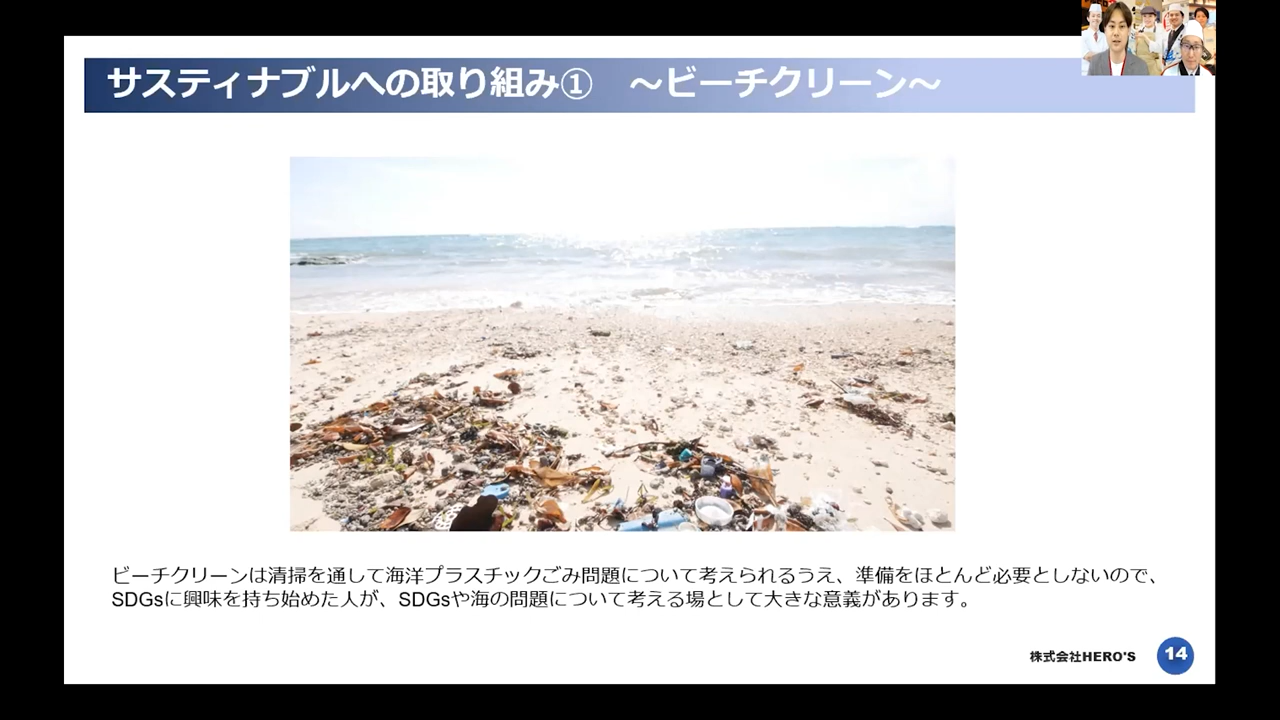 サスティナブルへの取り組み① ～ビーチクリーン～
ビーチクリーンは清掃を通して海洋プラスチックごみ問題について考えられるうえ、準備をほとんど必要としないので、
SDGsに興味を持ち始めた人が、SDGsや海の問題について考える場として大きな意義があります。
株式会社HERO'S
14